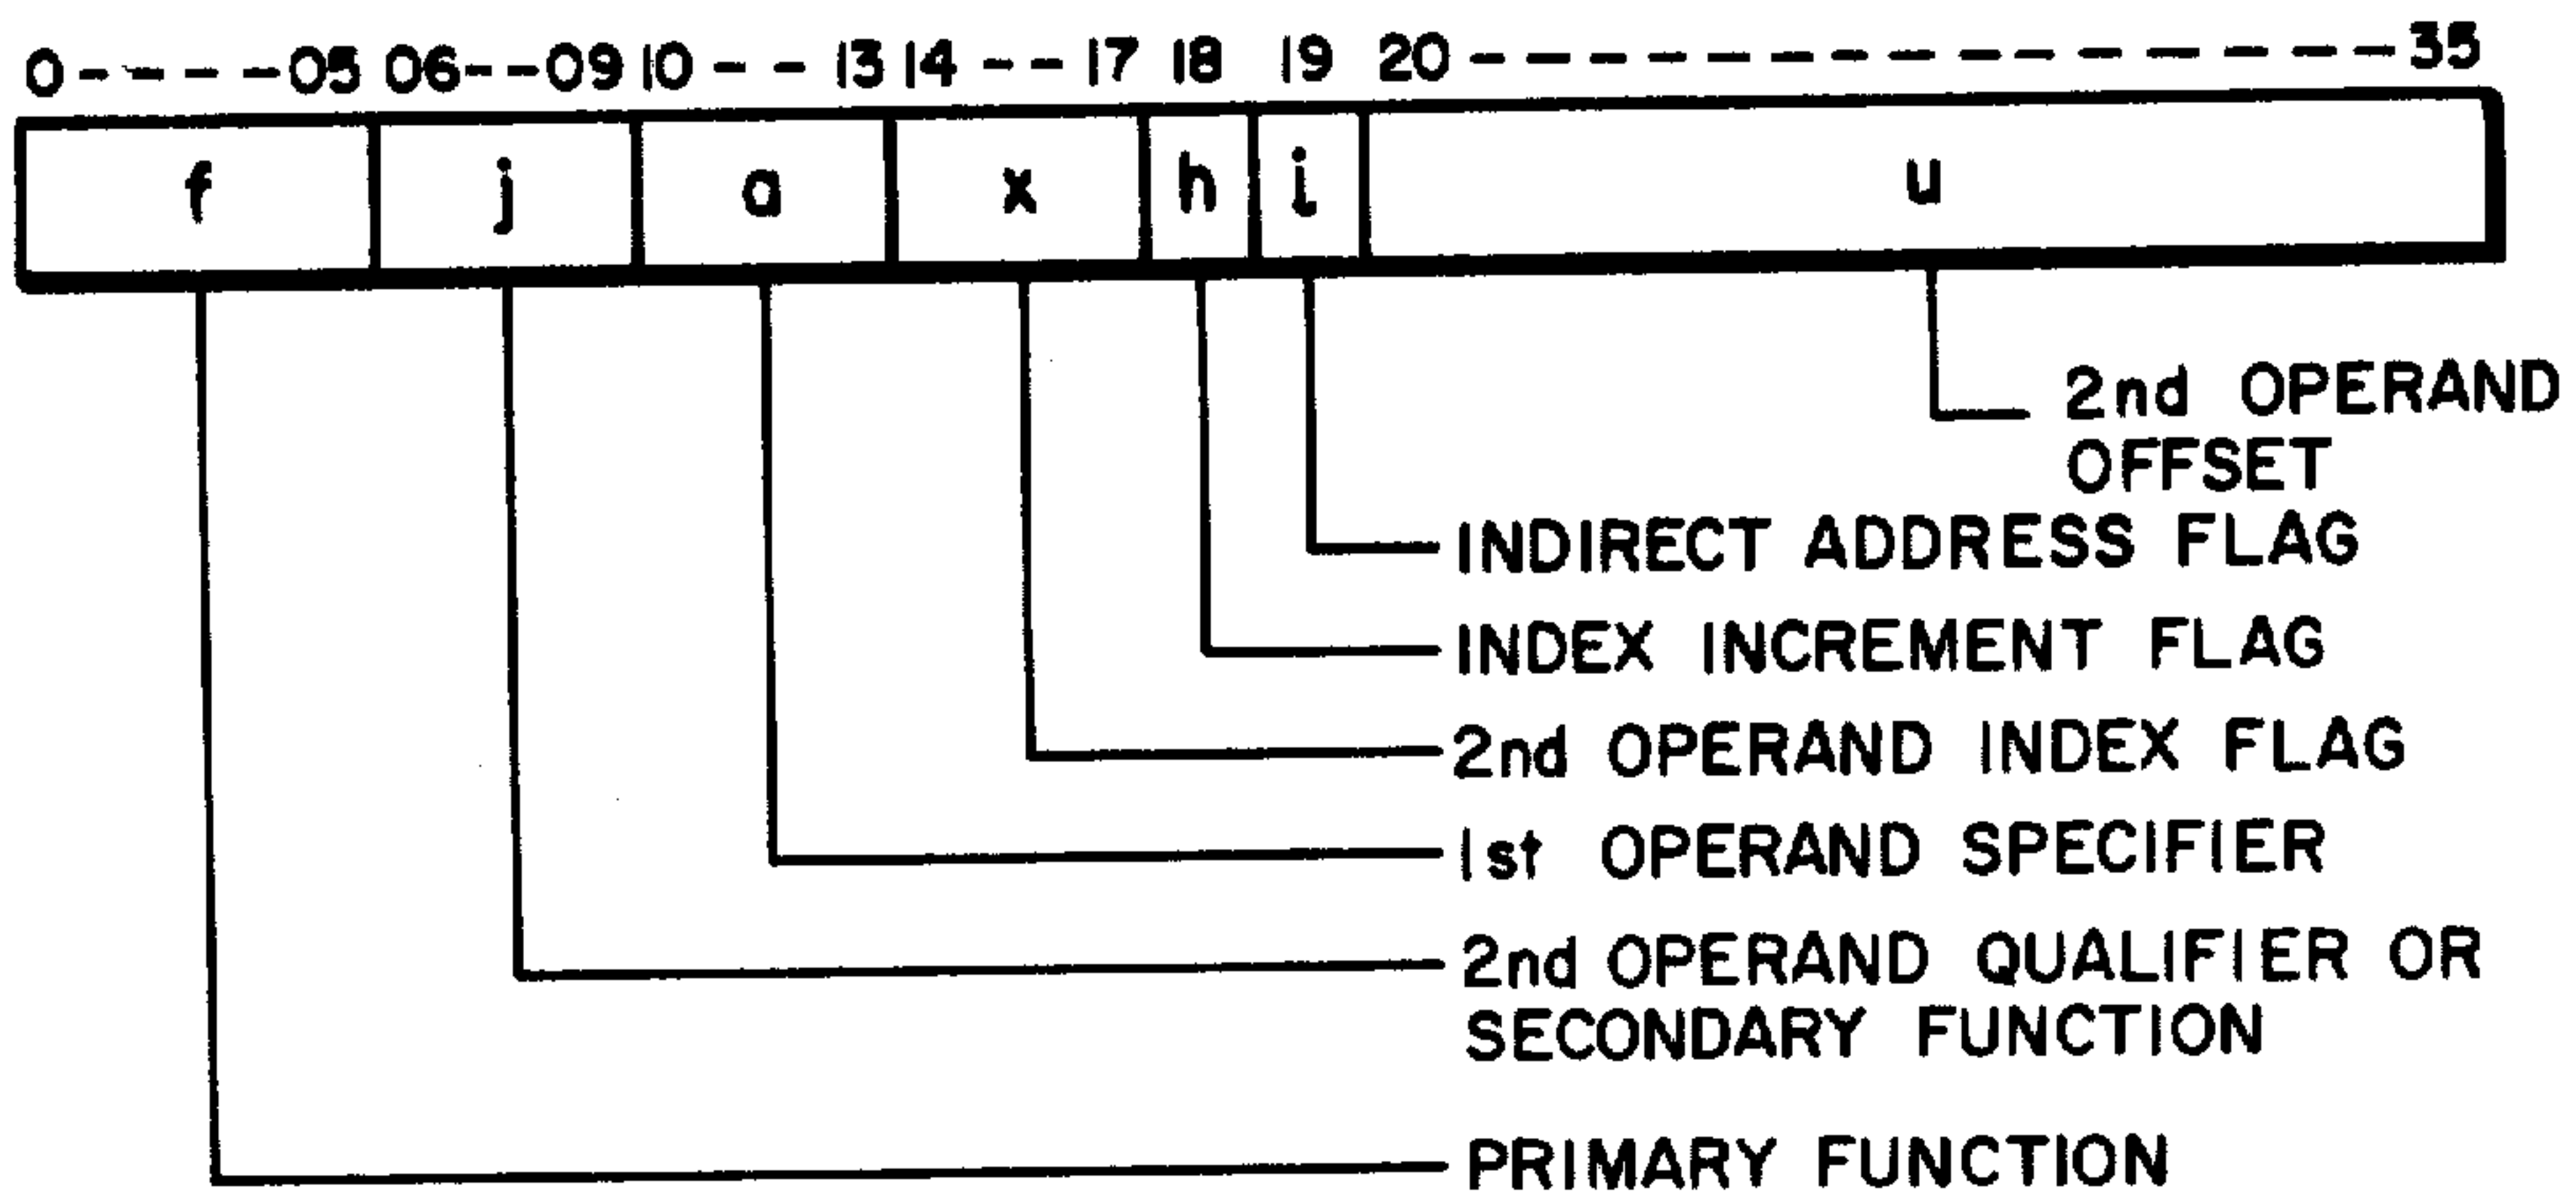 0----05 06--09 10--13 14--17 18 19 20--------------35
f j a x h i u
2nd OPERAND
OFFSET
INDIRECT ADDRESS FLAG
INDEX INCREMENT FLAG
2nd OPERAND INDEX FLAG
1st OPERAND SPECIFIER
2nd OPERAND QUALIFIER OR
SECONDARY FUNCTION
PRIMARY FUNCTION